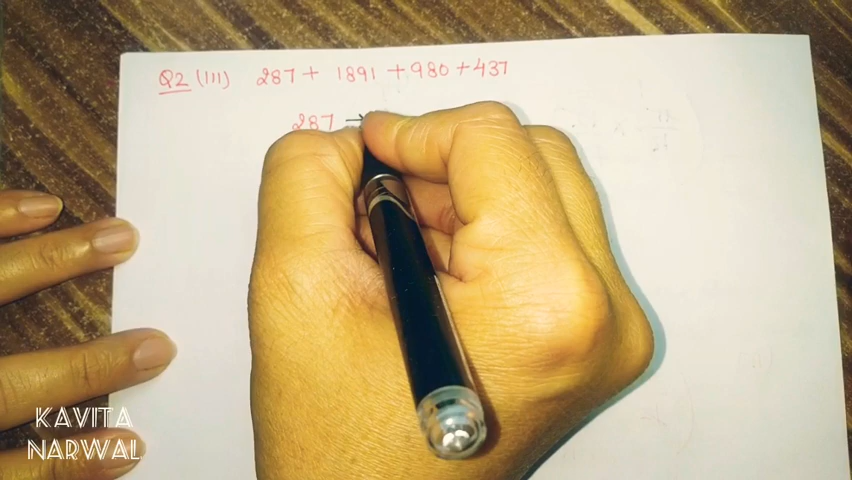 Q2 (III) 287 + 1891 + 980 + 437
287 →
KAVITA
NARWAL